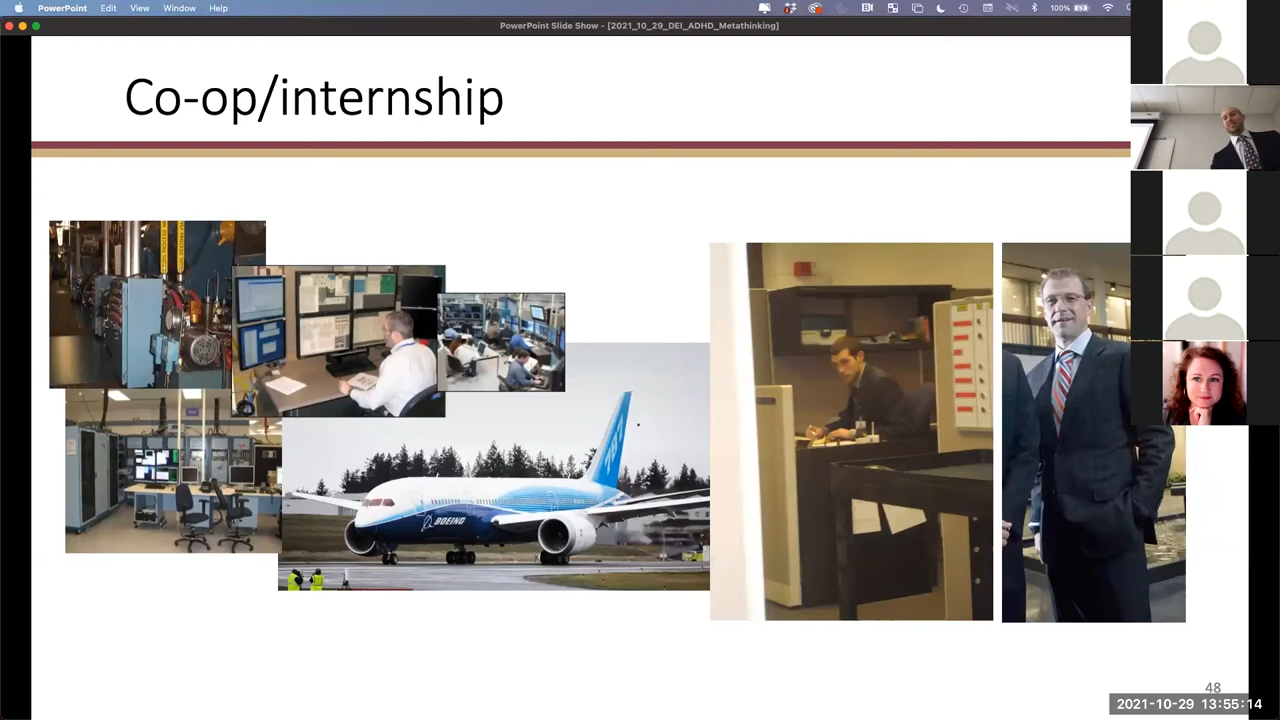 PowerPoint Edit View Window Help 100%
PowerPoint Slide Show - [2021_10_29_DEI_ADHD_Metathinking]
Co-op/internship
BOEING
48
2021-10-29 13:55:14